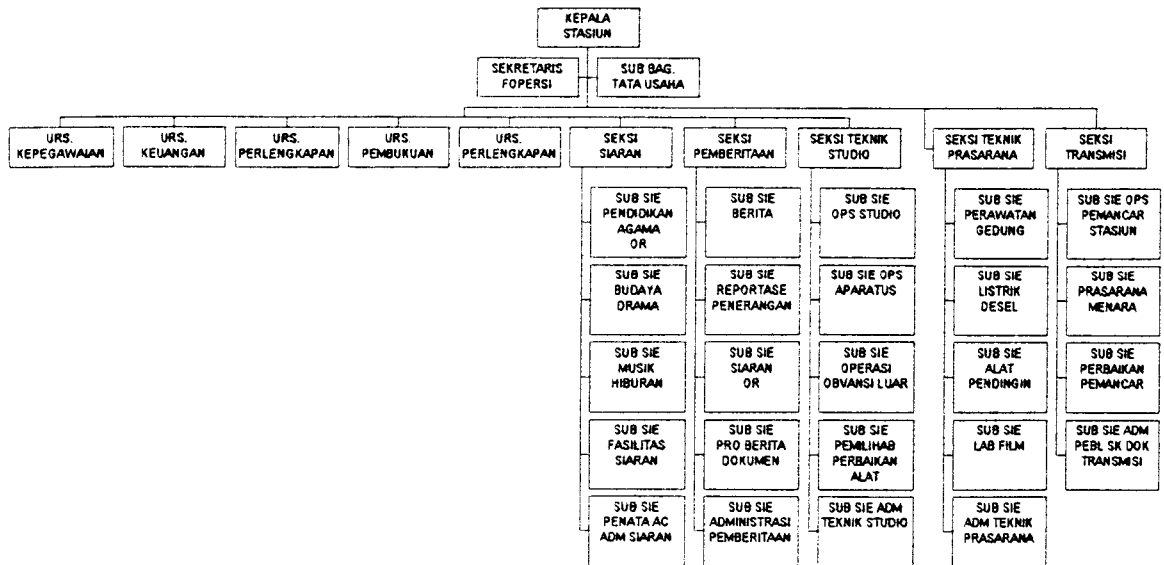 KEPALA
STASIUN
SEKRETARIS
FOPERSI
SUB BAG.
TATA USAHA
URS.
KEPEGAWAIAN
URS.
KEUANGAN
URS.
PERLENGKAPAN
URS.
PEMBUKUAN
URS.
PERLENGKAPAN
SEKSI
SIARAN
SEKSI
PEMBERITAAN
SEKSI TEKNIK
STUDIO
SEKSI TEKNIK
PRASARANA
SEKSI
TRANSMISI
SUB SIE
PENDIDIKAN
AGAMA
OR
SUB SIE
BUDAYA
DRAMA
SUB SIE
MUSIK
HIBURAN
SUB SIE
FASILITAS
SIARAN
SUB SIE
PENATA AC
ADM SIARAN
SUB SIE
BERITA
SUB SIE
REPORTASE
PENERANGAN
SUB SIE
SIARAN
OR
SUB SIE
PRO BERITA
DOKUMEN
SUB SIE
ADMINISTRASI
PEMBERITAAN
SUB SIE
OPS STUDIO
SUB SIE OPS
APARATUS
SUB SIE
OPERASI
OBVANSI LUAR
SUB SIE
PEMILIHAB
PERBAIKAN
ALAT
SUB SIE ADM
TEKNIK STUDIO
SUB SIE
PERAWATAN
GEDUNG
SUB SIE
LISTRIK
DESEL
SUB SIE
ALAT
PENDINGIN
SUB SIE
LAB FILM
SUB SIE
ADM TEKNIK
PRASARANA
SUB SIE OPS
PEMANCAR
STASIUN
SUB SIE
PRASARANA
MENARA
SUB SIE
PERBAIKAN
PEMANCAR
SUB SIE ADM
PEBL SK DOK
TRANSMISI